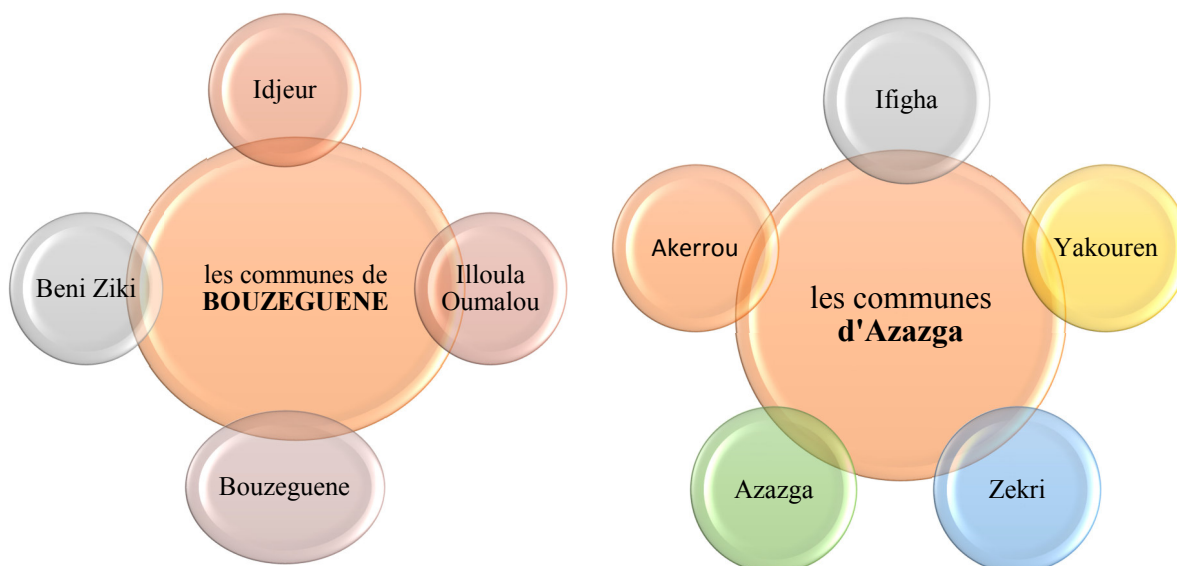 Idjeur
Beni Ziki
les communes de
BOUZEGUENE
Illoula
Oumalou
Bouzeguene
Ifigha
Akerrou
Yakouren
les communes
d'Azazga
Azazga
Zekri